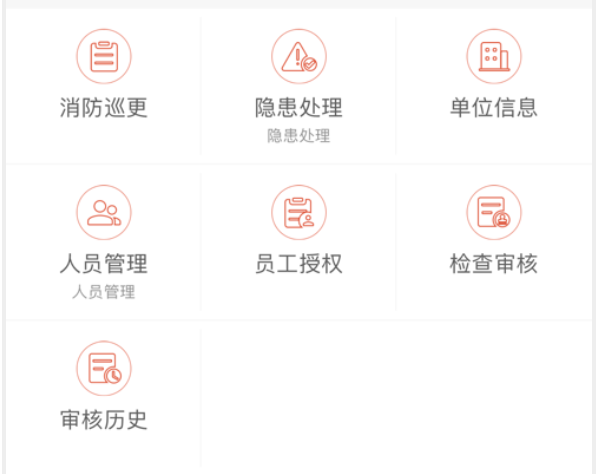 消防巡更
隐患处理
单位信息
隐患处理
人员管理
员工授权
检查审核
人员管理
审核历史